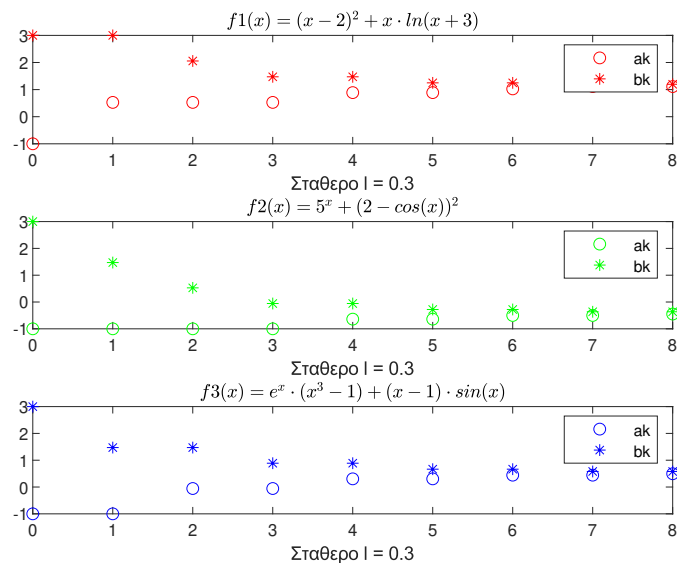 f1(x) = (x − 2)² + x · ln(x + 3)
3
2
1
0
-1
0 1 2 3 4 5 6 7 8
ak
bk
Σταθερο l = 0.3
f2(x) = 5ˣ + (2 − cos(x))²
3
2
1
0
-1
0 1 2 3 4 5 6 7 8
ak
bk
Σταθερο l = 0.3
f3(x) = eˣ · (x³ − 1) + (x − 1) · sin(x)
3
2
1
0
-1
0 1 2 3 4 5 6 7 8
ak
bk
Σταθερο l = 0.3